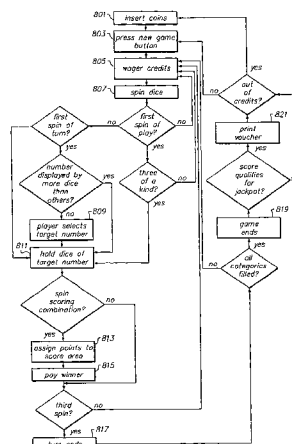 801
insert coins
803
press new game
button
805
wager credits
807
spin dice
first
spin of
turn?
no
first
spin of
play?
no
yes
yes
number
displayed by
more dice
than
others?
yes
three
of a
kind?
no
no
809
player selects
target number
yes
811
hold dice of
target number
spin
scoring
combination?
no
yes
813
assign points to
score area
815
pay winner
third
spin?
no
yes
817
turn ends
yes
out
of
credits?
no
821
print
voucher
yes
score
qualifies
for
jackpot?
819
game
ends
yes
all
categories
filled?
no